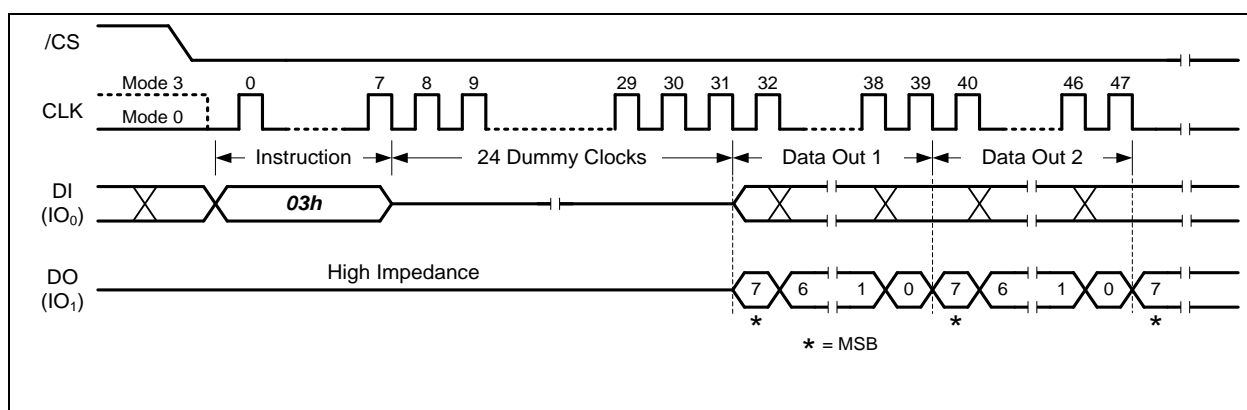 /CS
Mode 3
0 7 8 9 29 30 31 32 38 39 40 46 47
CLK
Mode 0
Instruction 24 Dummy Clocks Data Out 1 Data Out 2
DI
(IO0)
03h
High Impedance
DO
(IO1)
7 6 1 0 7 6 1 0 7
* * *
* = MSB